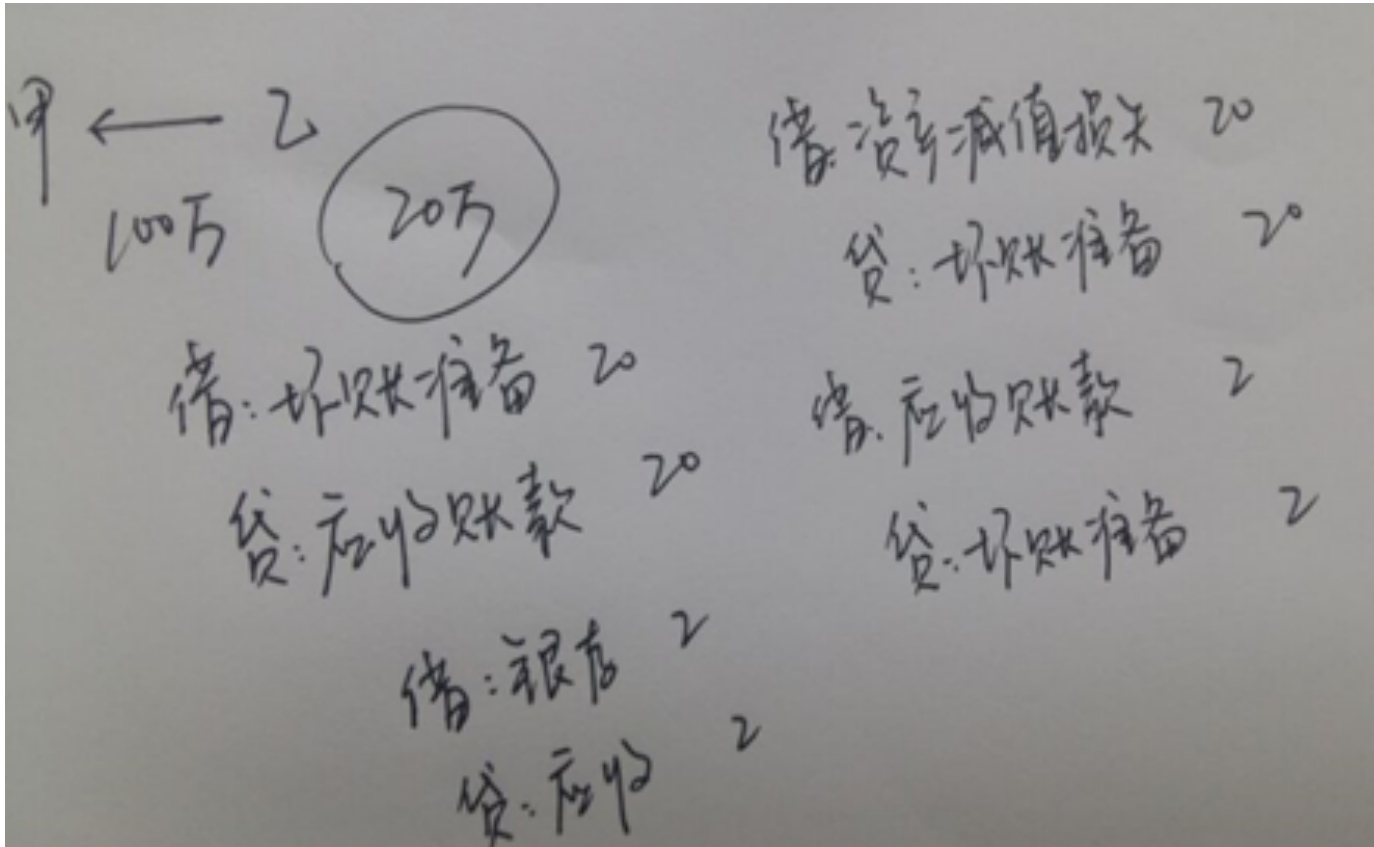 甲 ← 乙
100万
20万
借:资产减值损失 20
贷:坏账准备 20
借:坏账准备 20
贷:应收账款 20
借:应收账款 2
贷:坏账准备 2
借:银存 2
贷:应收 2